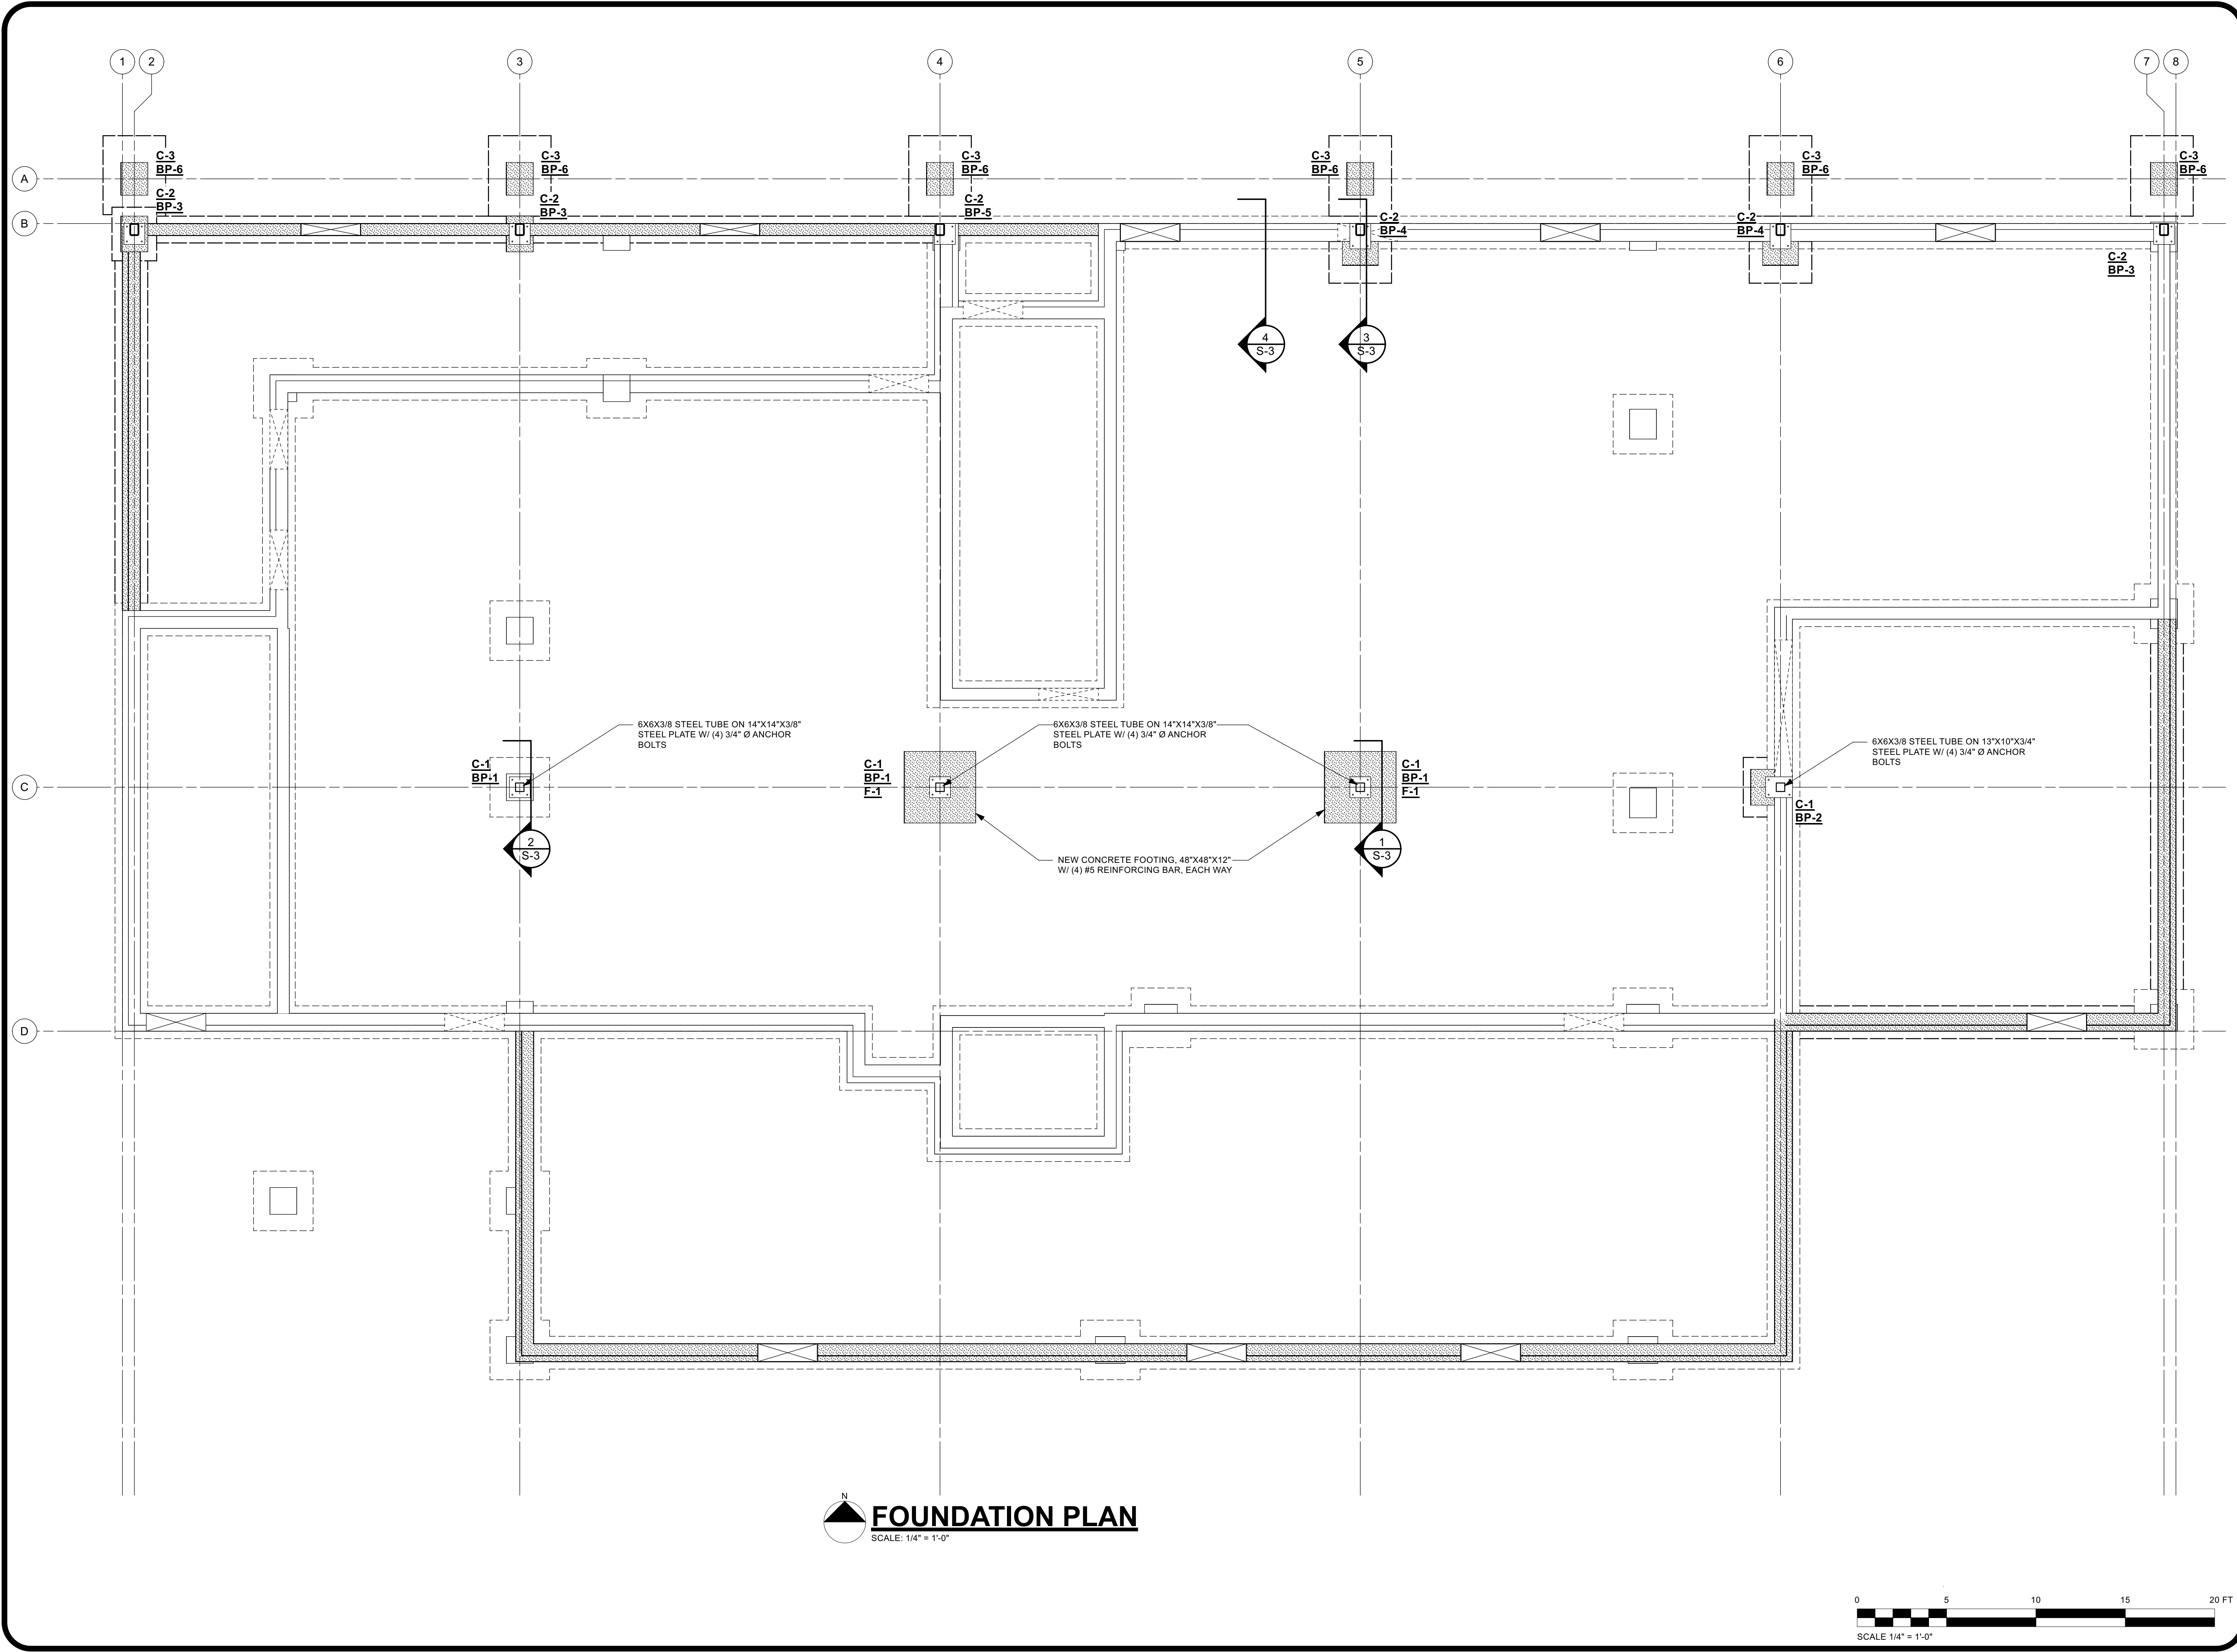 1
2
3
4
5
6
7
8
A
C-3
BP-6
C-3
BP-6
C-3
BP-6
C-3
BP-6
C-3
BP-6
C-3
BP-6
B
C-2
BP-3
C-2
BP-3
C-2
BP-5
C-2
BP-4
C-2
BP-4
C-2
BP-3
4
S-3
3
S-3
6X6X3/8 STEEL TUBE ON 14"X14"X3/8"
STEEL PLATE W/ (4) 3/4" Ø ANCHOR
BOLTS
6X6X3/8 STEEL TUBE ON 14"X14"X3/8"
STEEL PLATE W/ (4) 3/4" Ø ANCHOR
BOLTS
6X6X3/8 STEEL TUBE ON 13"X10"X3/4"
STEEL PLATE W/ (4) 3/4" Ø ANCHOR
BOLTS
C
C-1
BP-1
C-1
BP-1
F-1
C-1
BP-1
F-1
C-1
BP-2
2
S-3
1
S-3
NEW CONCRETE FOOTING, 48"X48"X12"
W/ (4) #5 REINFORCING BAR, EACH WAY
D
N
FOUNDATION PLAN
SCALE: 1/4" = 1'-0"
0 5 10 15 20 FT
SCALE 1/4" = 1'-0"